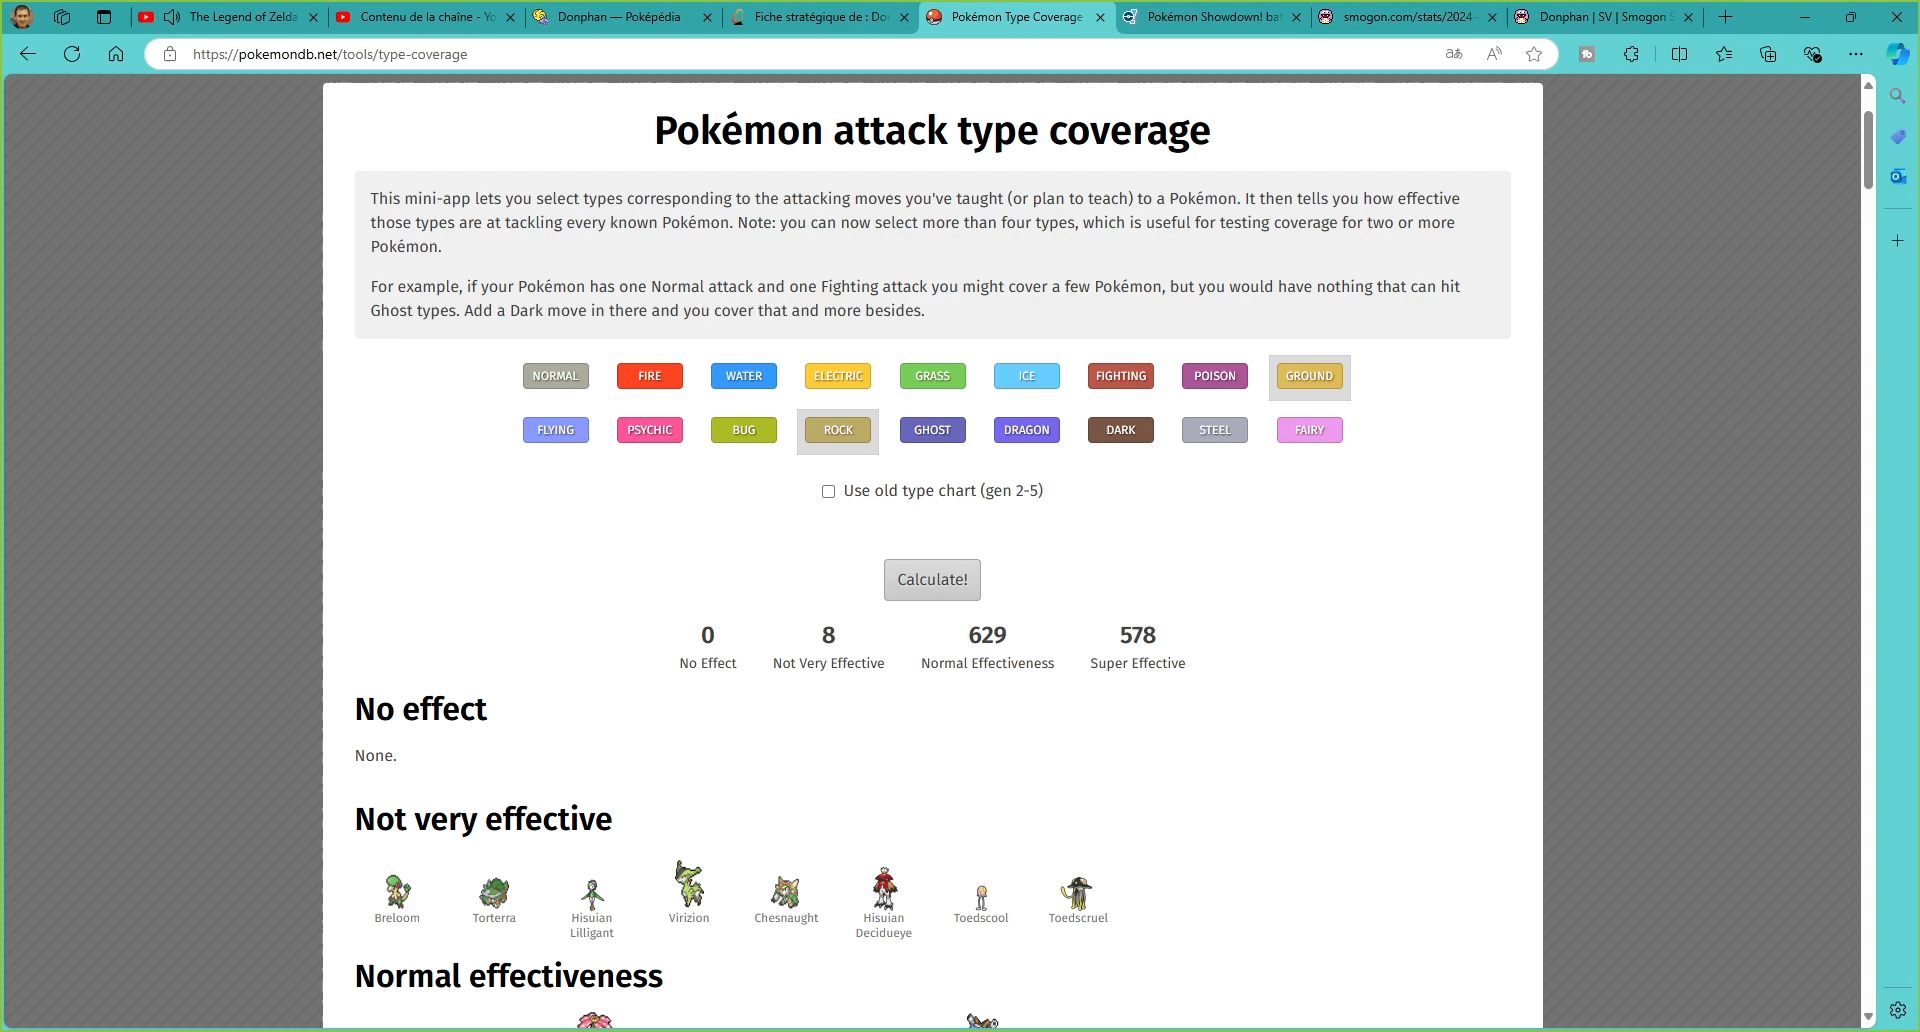 The Legend of Zelda
Contenu de la chaîne - Yo
Donphan — Poképédia
Fiche stratégique de : Do
Pokémon Type Coverage
Pokémon Showdown! ba
smogon.com/stats/2024-
Donphan | SV | Smogon S
https://pokemondb.net/tools/type-coverage
Pokémon attack type coverage
This mini-app lets you select types corresponding to the attacking moves you've taught (or plan to teach) to a Pokémon. It then tells you how effective
those types are at tackling every known Pokémon. Note: you can now select more than four types, which is useful for testing coverage for two or more
Pokémon.
For example, if your Pokémon has one Normal attack and one Fighting attack you might cover a few Pokémon, but you would have nothing that can hit
Ghost types. Add a Dark move in there and you cover that and more besides.
NORMAL FIRE WATER ELECTRIC GRASS ICE FIGHTING POISON GROUND
FLYING PSYCHIC BUG ROCK GHOST DRAGON DARK STEEL FAIRY
Use old type chart (gen 2-5)
Calculate!
0 8 629 578
No Effect Not Very Effective Normal Effectiveness Super Effective
No effect
None.
Not very effective
Breloom Torterra Hisuian Lilligant Virizion Chesnaught Hisuian Decidueye Toedscool Toedscruel
Normal effectiveness